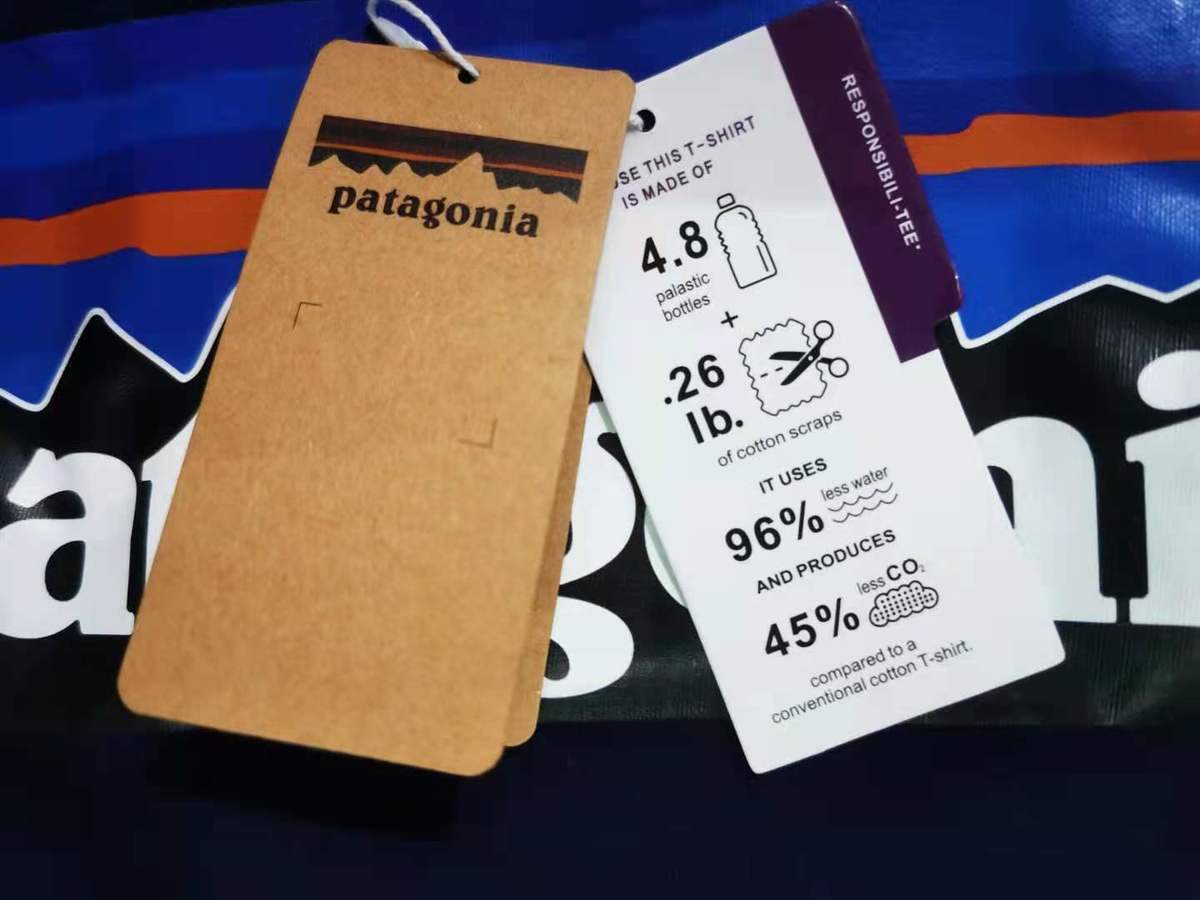 patagonia
RESPONSIBILI-TEE•
USE THIS T-SHIRT
IS MADE OF
4.8
palastic
bottles
+
.26
lb.
of cotton scraps
IT USES
96% less water
AND PRODUCES
45% less CO₂
compared to a
conventional cotton T-shirt.